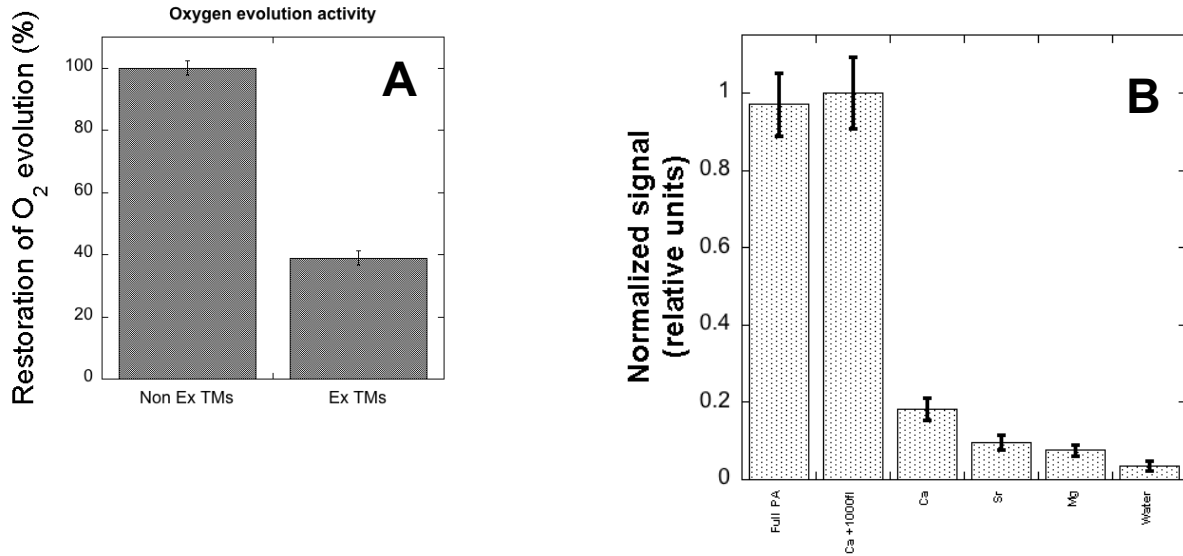 Oxygen evolution activity
A
Restoration of O2 evolution (%)
100
80
60
40
20
0
Non Ex TMs
Ex TMs
B
Normalized signal
(relative units)
1
0.8
0.6
0.4
0.2
0
Full PA
Ca +1000fl
Ca
Sr
Mg
Water